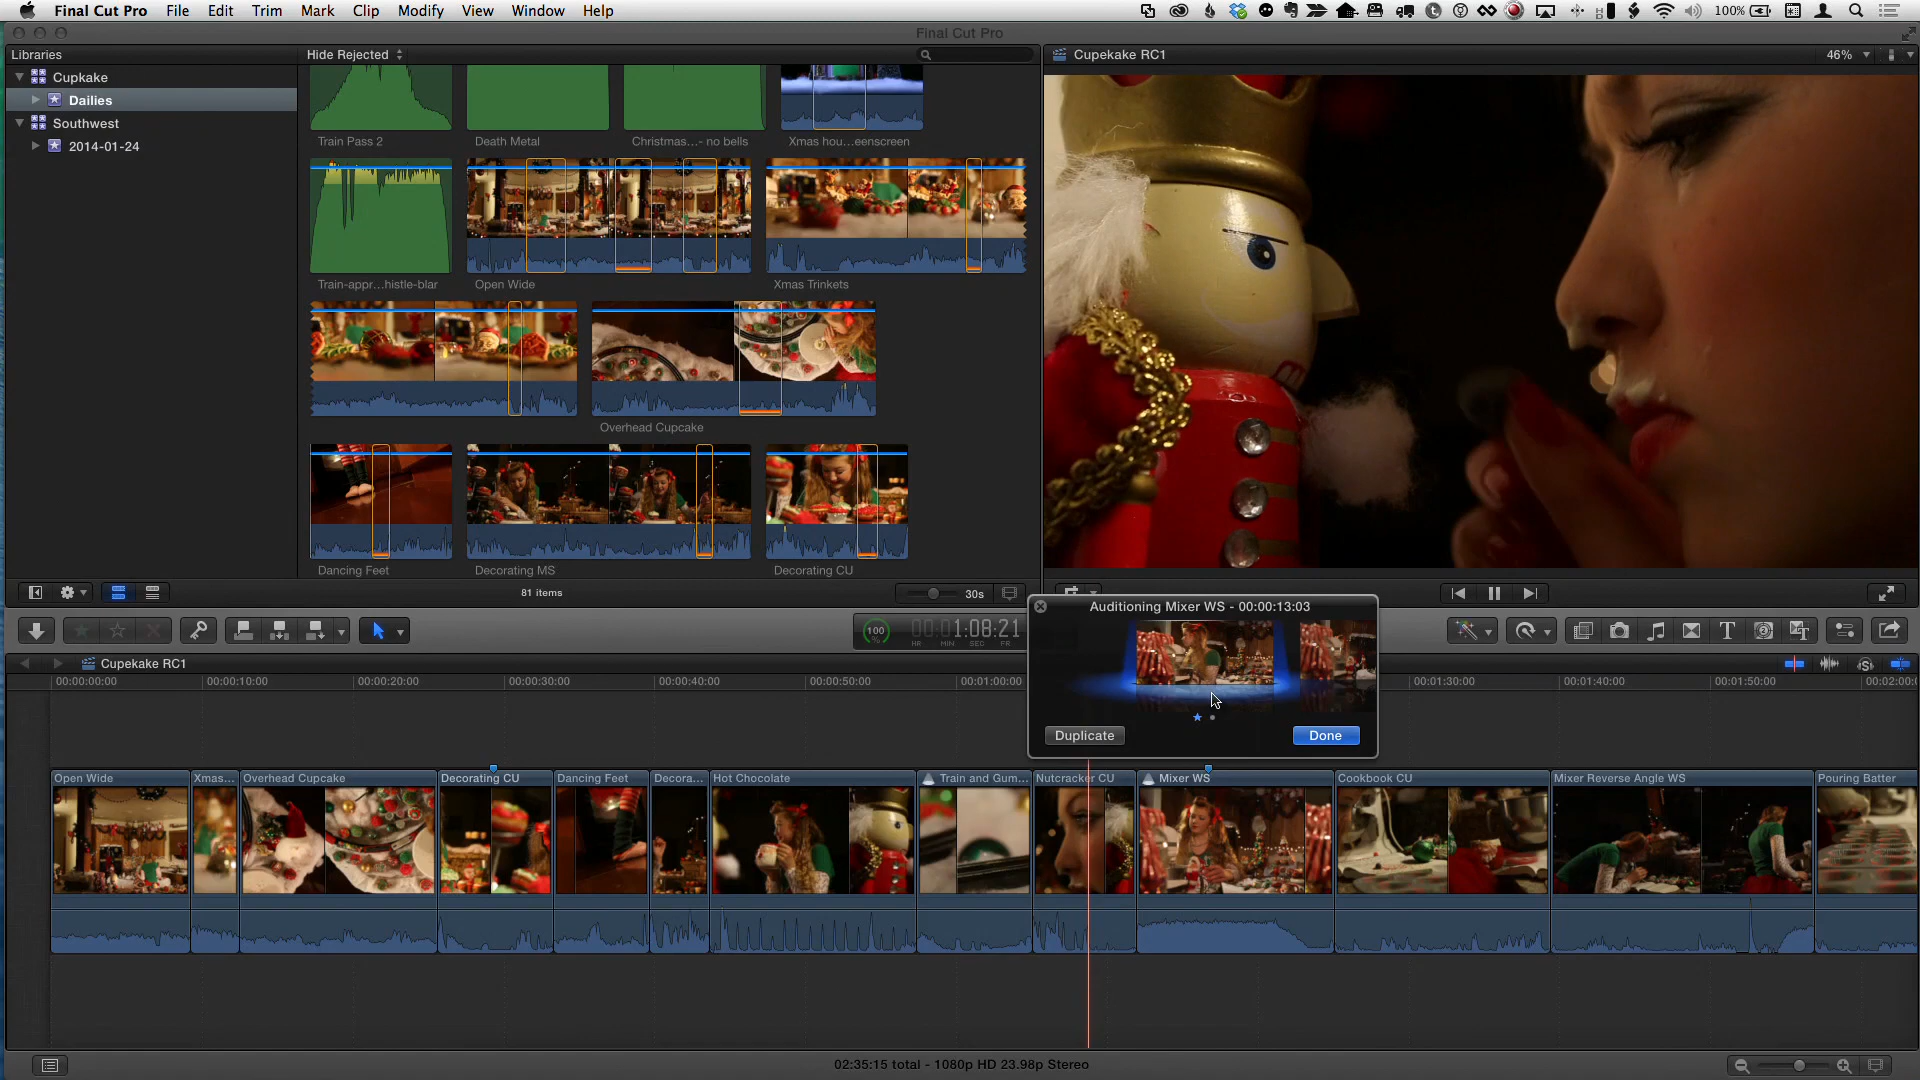 Final Cut Pro File Edit Trim Mark Clip Modify View Window Help
100%
Final Cut Pro
Libraries
Hide Rejected
Cupekake RC1
46%
Cupkake
Dailies
Southwest
2014-01-24
Train Pass 2
Death Metal
Christmas...- no bells
Xmas hou...eenscreen
Train-appr...histle-blar
Open Wide
Xmas Trinkets
Overhead Cupcake
Dancing Feet
Decorating MS
Decorating CU
81 items
30s
100
1:08:21
HR MIN SEC FR
Auditioning Mixer WS - 00:00:13:03
Duplicate
Done
Cupekake RC1
00:00:00:00
00:00:10:00
00:00:20:00
00:00:30:00
00:00:40:00
00:00:50:00
00:01:00:00
00:01:30:00
00:01:40:00
00:01:50:00
00:02:00:0
Open Wide
Xmas...
Overhead Cupcake
Decorating CU
Dancing Feet
Decora...
Hot Chocolate
Train and Gum...
Nutcracker CU
Mixer WS
Cookbook CU
Mixer Reverse Angle WS
Pouring Batter
02:35:15 total - 1080p HD 23.98p Stereo